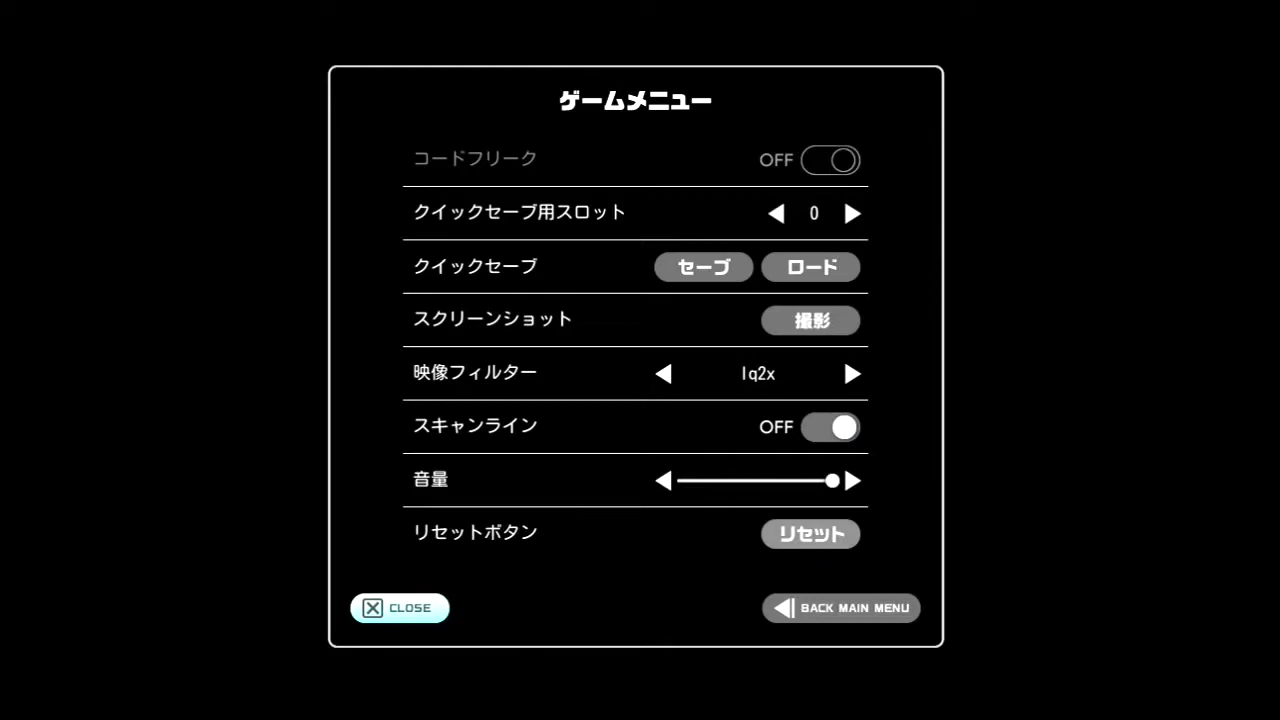 ゲームメニュー
コードフリーク OFF
クイックセーブ用スロット 0
クイックセーブ セーブ ロード
スクリーンショット 撮影
映像フィルター lq2x
スキャンライン OFF
音量
リセットボタン リセット
CLOSE BACK MAIN MENU